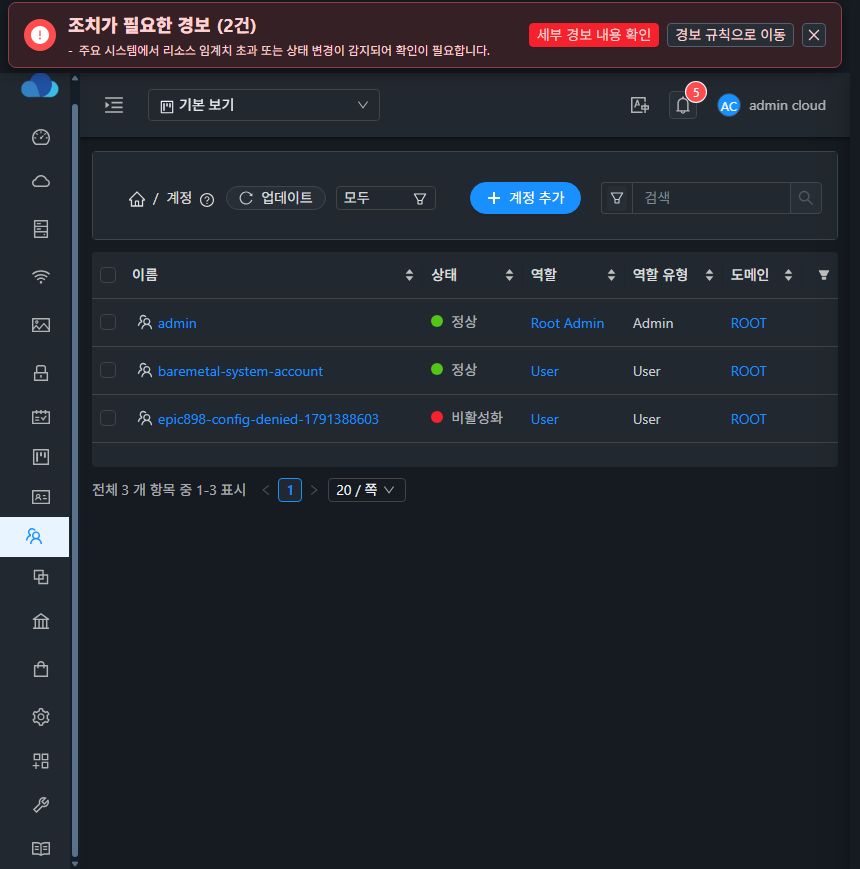 조치가 필요한 경보 (2건)
- 주요 시스템에서 리소스 임계치 초과 또는 상태 변경이 감지되어 확인이 필요합니다.
세부 경보 내용 확인
경보 규칙으로 이동
기본 보기
5
AC
admin cloud
/ 계정
업데이트
모두
계정 추가
검색
이름 상태 역할 역할 유형 도메인
admin 정상 Root Admin Admin ROOT
baremetal-system-account 정상 User User ROOT
epic898-config-denied-1791388603 비활성화 User User ROOT
전체 3 개 항목 중 1-3 표시 < 1 > 20 / 쪽